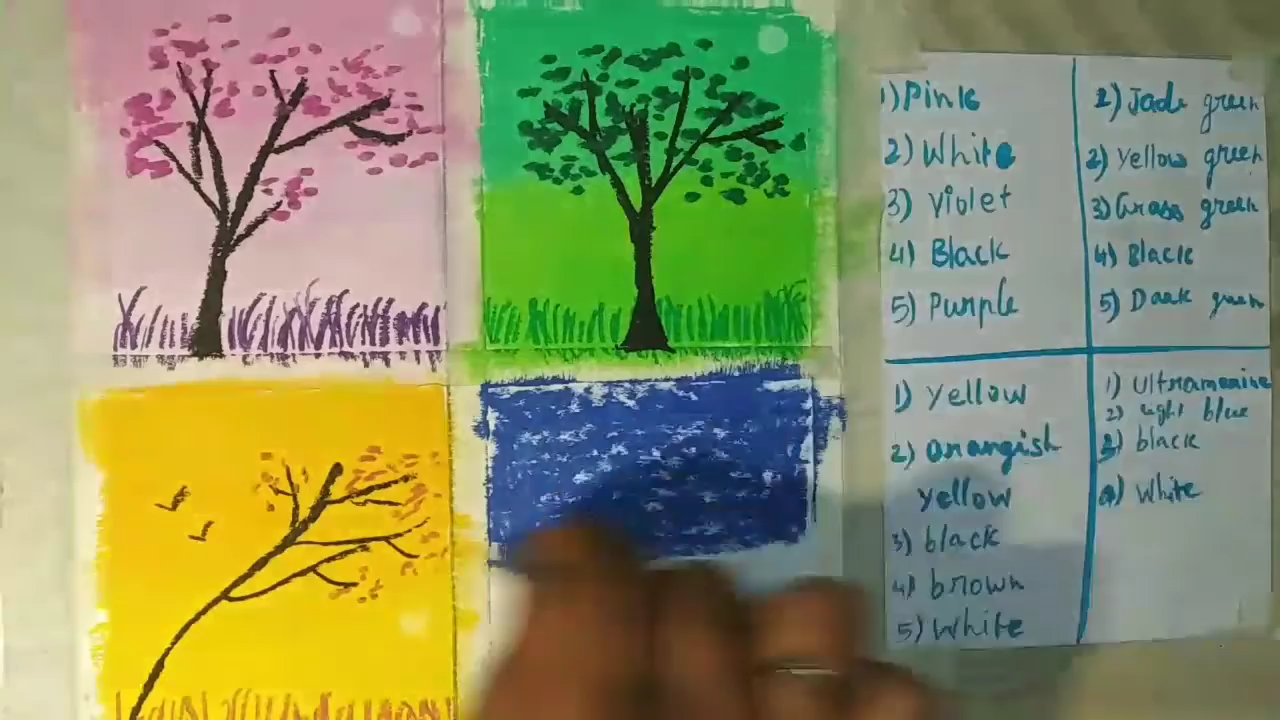 1) Pink
2) White
3) Violet
4) Black
5) Purple
1) Jade green
2) Yellow green
3) Grass green
4) Black
5) Dark green
1) Yellow
2) Orangish
yellow
3) black
4) brown
5) White
1) Ultramarine
2) light blue
3) black
4) White